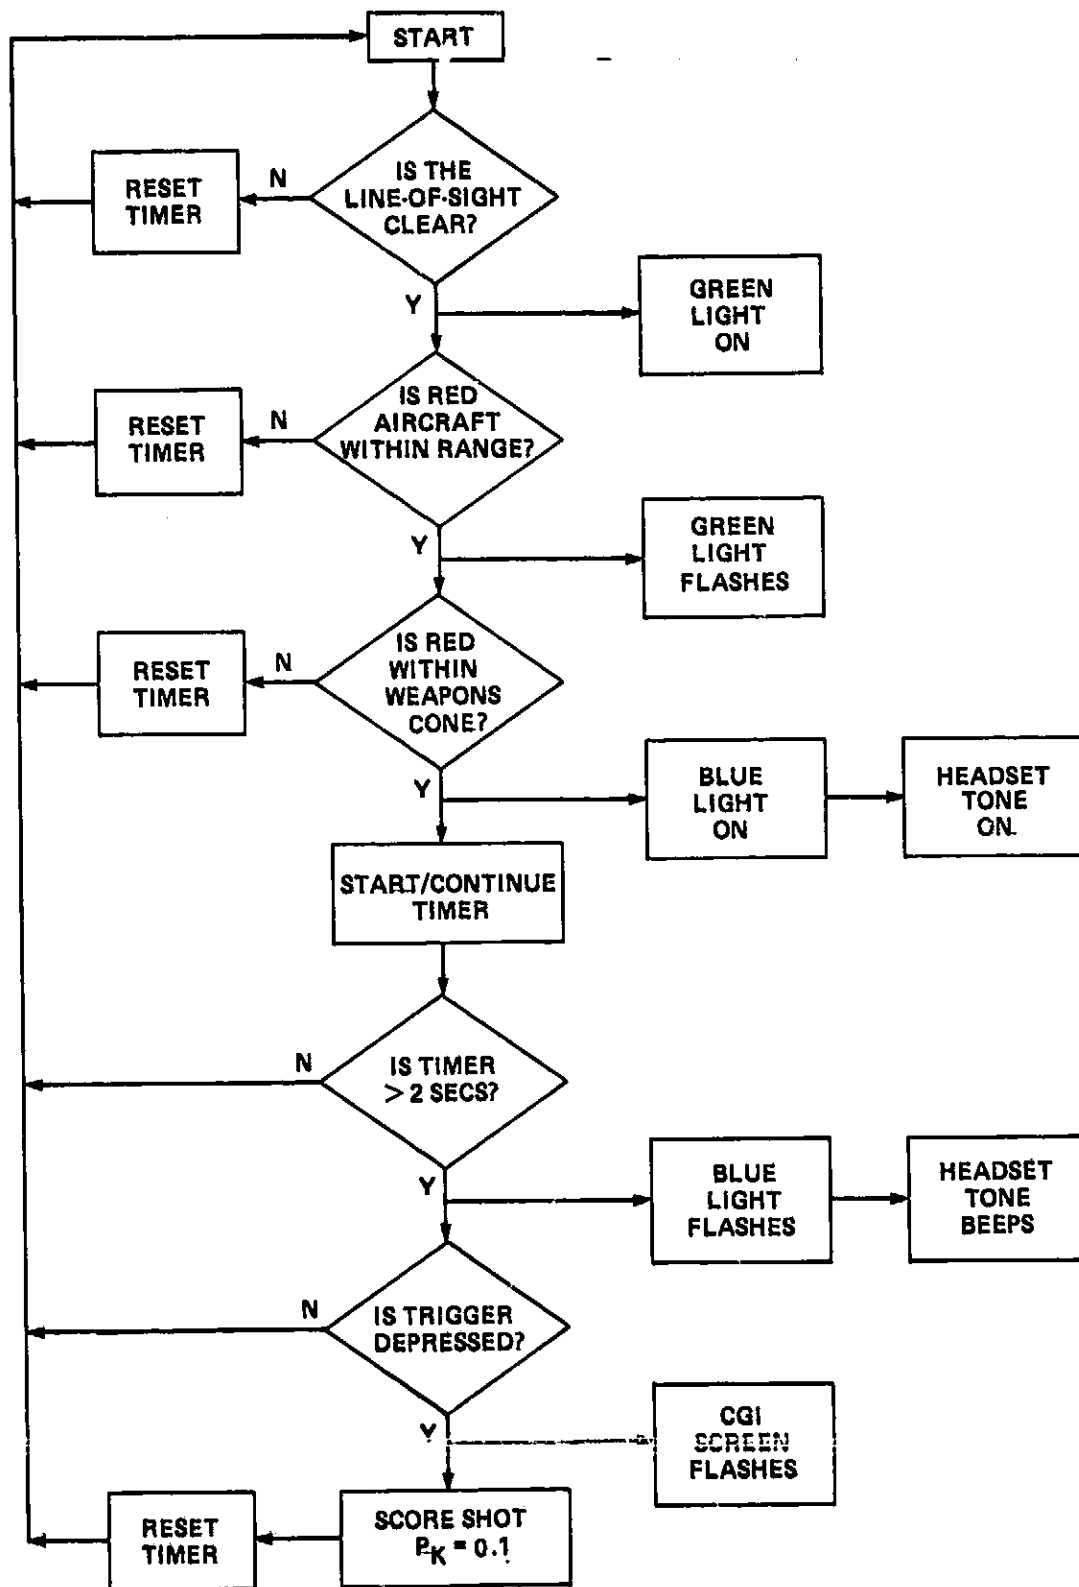 START
IS THE
LINE-OF-SIGHT
CLEAR?
N
RESET
TIMER
Y
GREEN
LIGHT
ON
IS RED
AIRCRAFT
WITHIN RANGE?
N
RESET
TIMER
Y
GREEN
LIGHT
FLASHES
IS RED
WITHIN
WEAPONS
CONE?
N
RESET
TIMER
Y
BLUE
LIGHT
ON
HEADSET
TONE
ON
START/CONTINUE
TIMER
IS TIMER
> 2 SECS?
N
Y
BLUE
LIGHT
FLASHES
HEADSET
TONE
BEEPS
IS TRIGGER
DEPRESSED?
N
Y
CGI
SCREEN
FLASHES
SCORE SHOT
PK = 0.1
RESET
TIMER